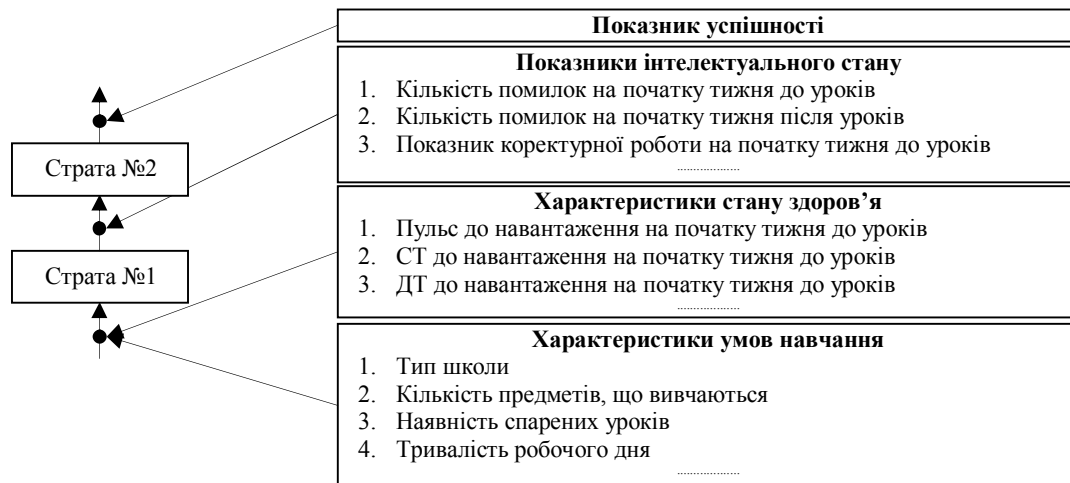 Показник успішності
Показники інтелектуального стану
1. Кількість помилок на початку тижня до уроків
2. Кількість помилок на початку тижня після уроків
3. Показник коректурної роботи на початку тижня до уроків
...................
Страта №2
Характеристики стану здоров’я
1. Пульс до навантаження на початку тижня до уроків
2. СТ до навантаження на початку тижня до уроків
3. ДТ до навантаження на початку тижня до уроків
...................
Страта №1
Характеристики умов навчання
1. Тип школи
2. Кількість предметів, що вивчаються
3. Наявність спарених уроків
4. Тривалість робочого дня
...................